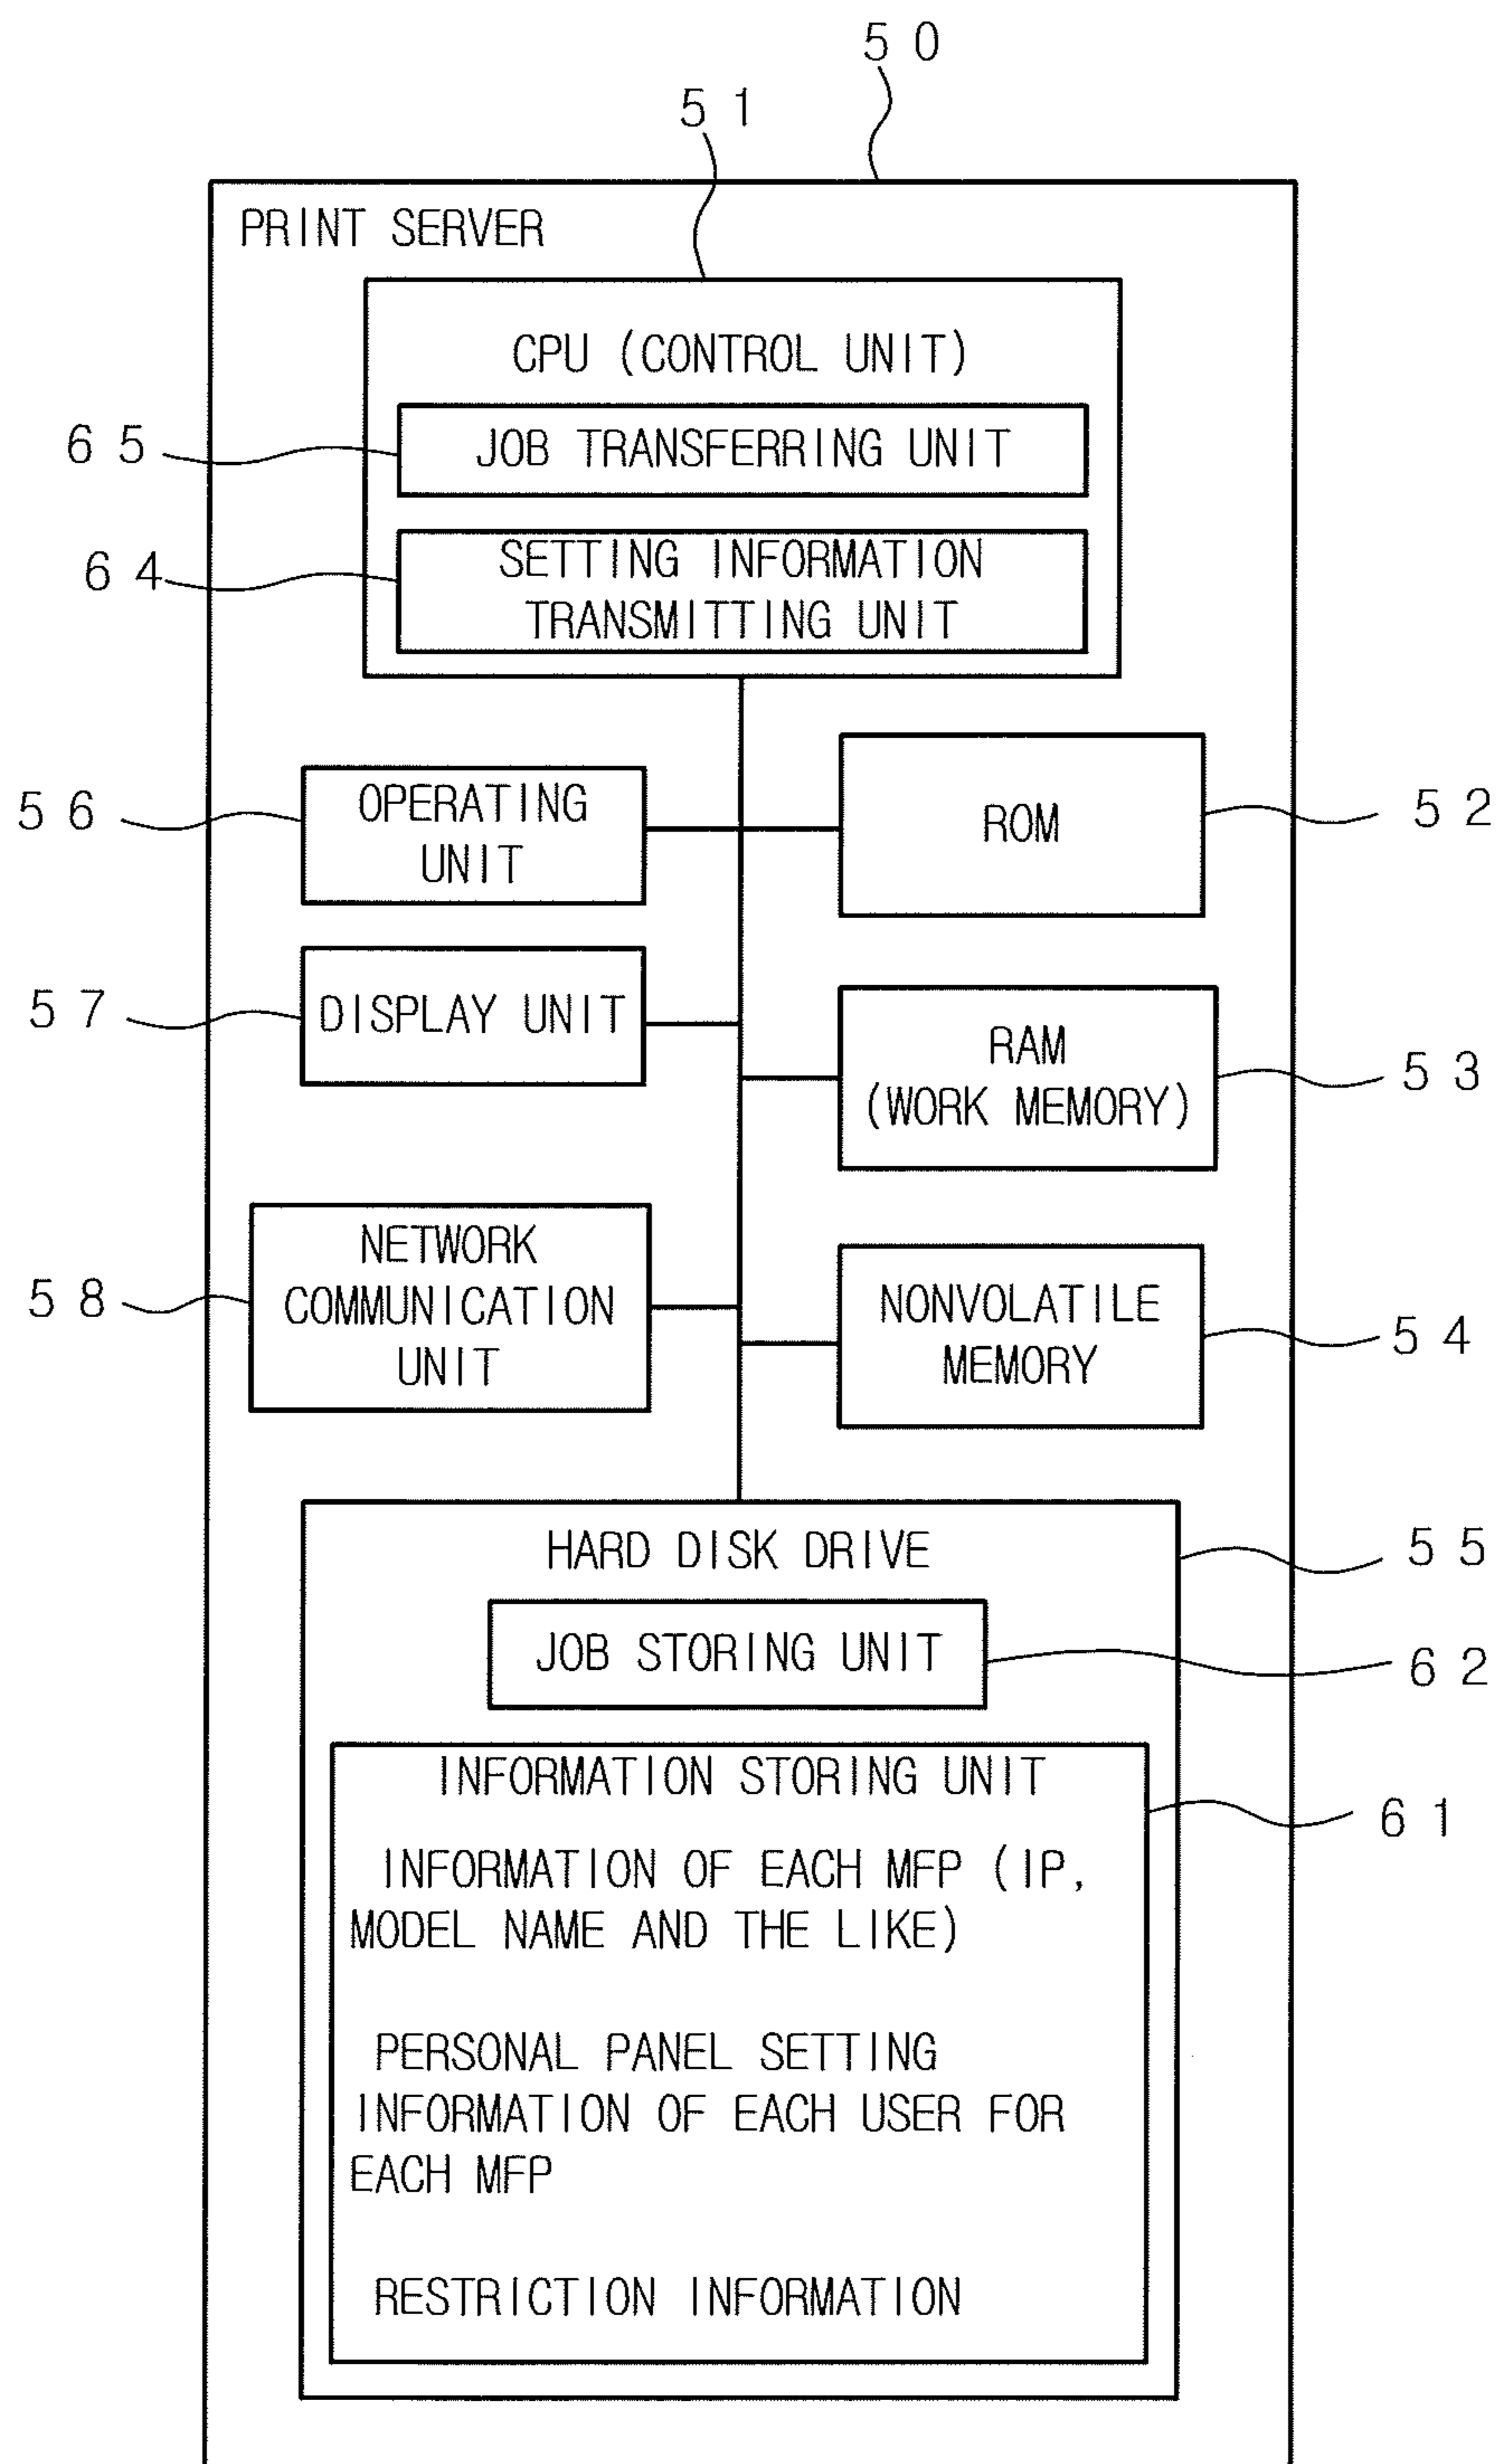 50
51
PRINT SERVER
CPU (CONTROL UNIT)
65
JOB TRANSFERRING UNIT
64
SETTING INFORMATION
TRANSMITTING UNIT
56
OPERATING
UNIT
ROM
52
57
DISPLAY UNIT
RAM
(WORK MEMORY)
53
58
NETWORK
COMMUNICATION
UNIT
NONVOLATILE
MEMORY
54
HARD DISK DRIVE
55
JOB STORING UNIT
62
INFORMATION STORING UNIT
61
INFORMATION OF EACH MFP (IP,
MODEL NAME AND THE LIKE)
PERSONAL PANEL SETTING
INFORMATION OF EACH USER FOR
EACH MFP
RESTRICTION INFORMATION